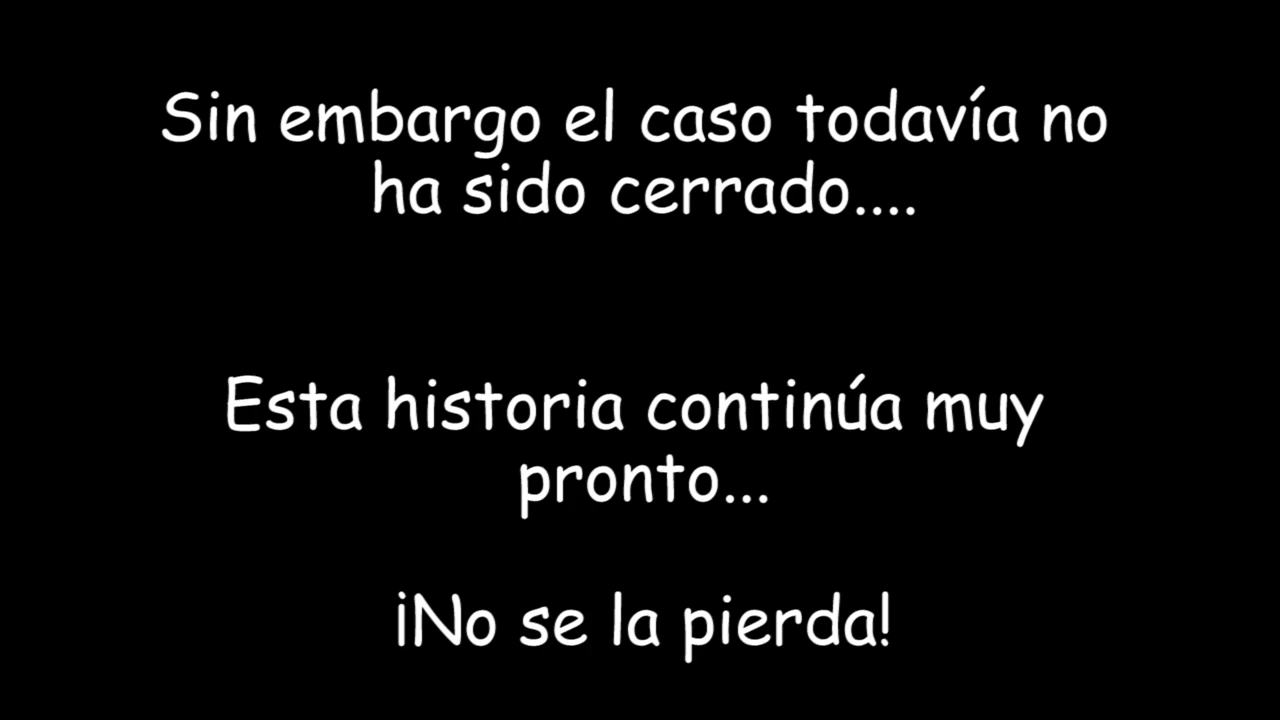 Sin embargo el caso todavía no
ha sido cerrado....
Esta historia continúa muy
pronto...
¡No se la pierda!